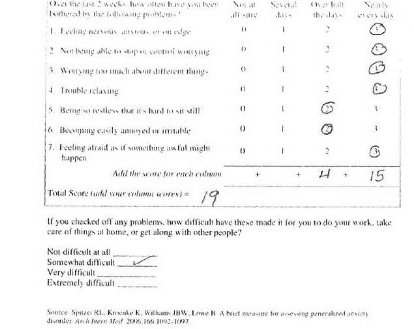 Over the last 2 weeks, how often have you been Not at Several Over half Nearly
bothered by the following problems? all sure days the days every day
1. Feeling nervous, anxious, or on edge 0 1 2 3
2. Not being able to stop or control worrying 0 1 2 3
3. Worrying too much about different things 0 1 2 3
4. Trouble relaxing 0 1 2 3
5. Being so restless that it's hard to sit still 0 1 2 3
6. Becoming easily annoyed or irritable 0 1 2 3
7. Feeling afraid as if something awful might 0 1 2 3
happen
Add the score for each column + + 4 + 15
Total Score (add your column scores) = 19
If you checked off any problems, how difficult have these made it for you to do your work, take
care of things at home, or get along with other people?
Not difficult at all
Somewhat difficult ✓
Very difficult
Extremely difficult
Source: Spitzer RL, Kroenke K, Williams JBW, Lowe B. A brief measure for assessing generalized anxiety
disorder. Arch Intern Med. 2006;166:1092-1097.